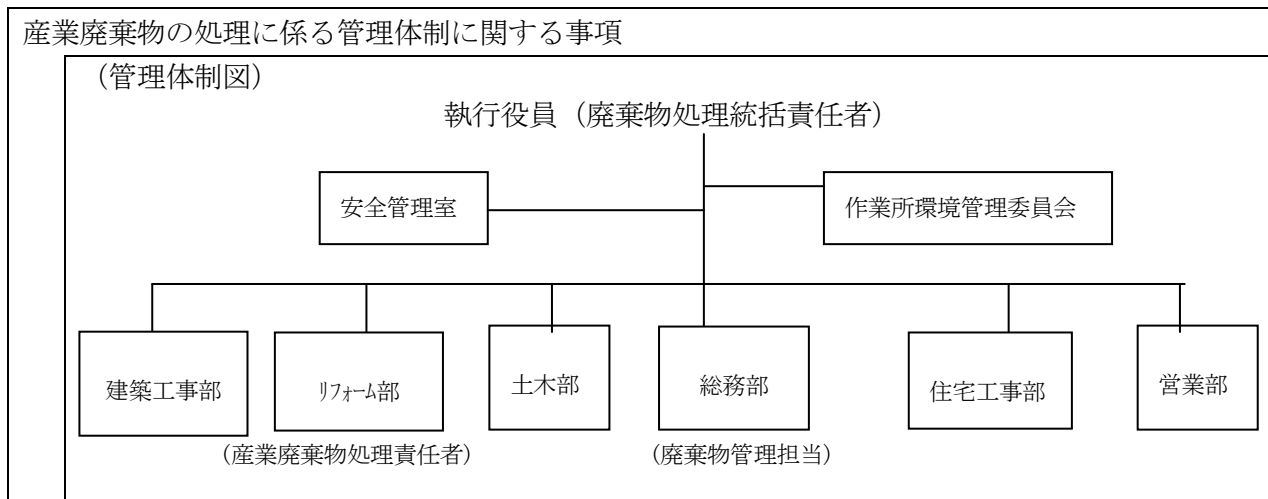 産業廃棄物の処理に係る管理体制に関する事項
（管理体制図）
執行役員（廃棄物処理統括責任者）
安全管理室
作業所環境管理委員会
建築工事部
ﾘﾌｫｰﾑ部
土木部
総務部
住宅工事部
営業部
（産業廃棄物処理責任者）
（廃棄物管理担当）